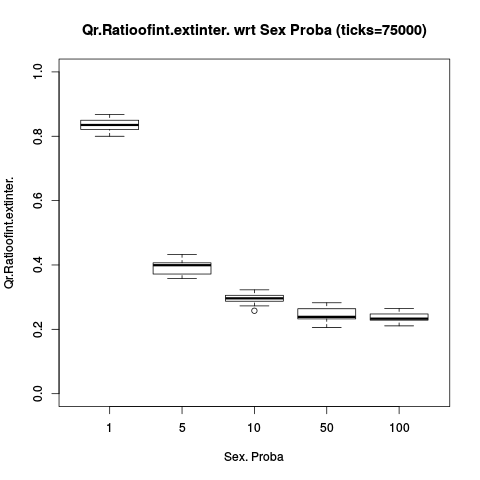 Qr.Ratioofint.extinter. wrt Sex Proba (ticks=75000)
1.0
0.8
0.6
0.4
0.2
0.0
Qr.Ratioofint.extinter.
1 5 10 50 100
Sex. Proba